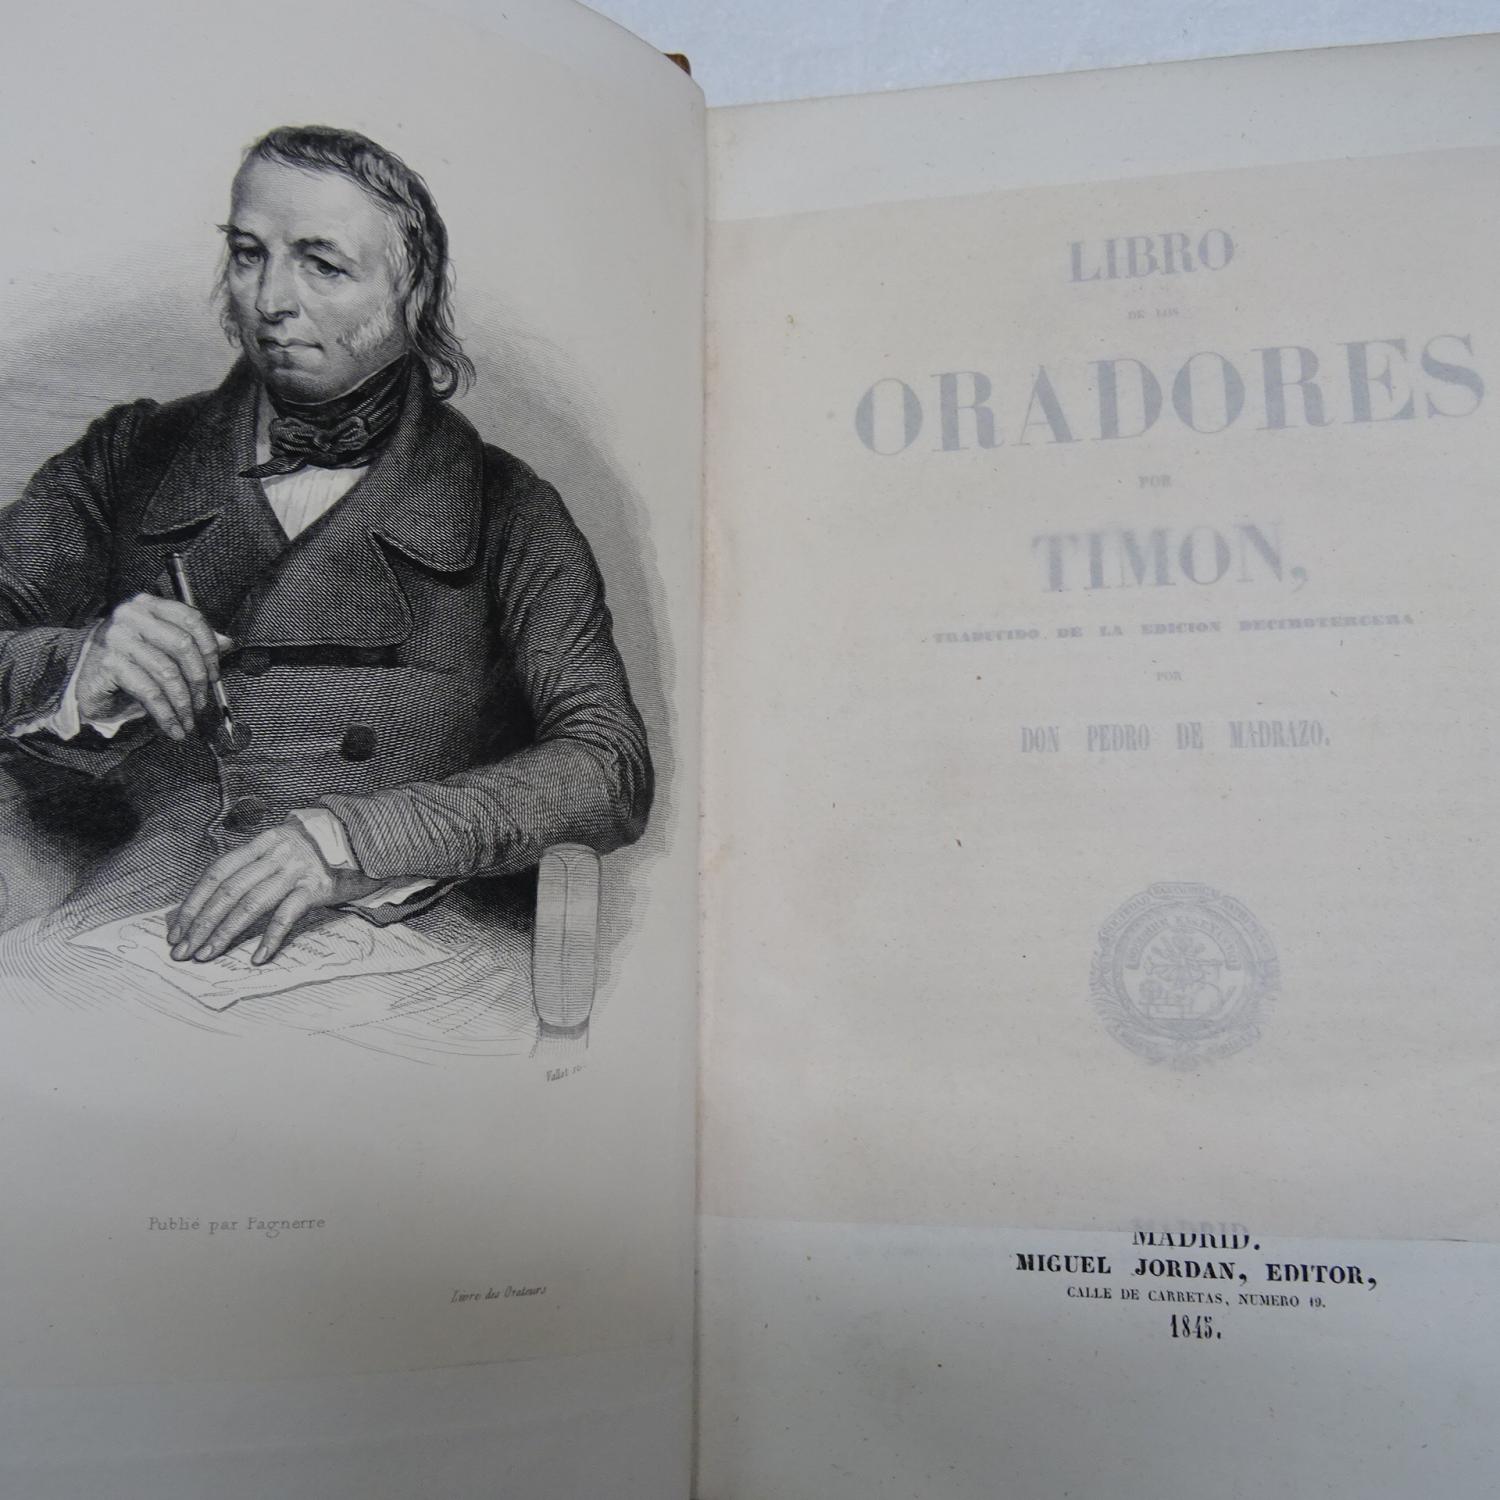 Vallot sc.
Publié par Pagnerre
Livre des Orateurs
LIBRO
DE LOS
ORADORES
POR
TIMON,
TRADUCIDO DE LA EDICION DECIMOTERCERA
POR
DON PEDRO DE MADRAZO.
MADRID.
MIGUEL JORDAN, EDITOR,
CALLE DE CARRETAS, NUMERO 19.
1845.